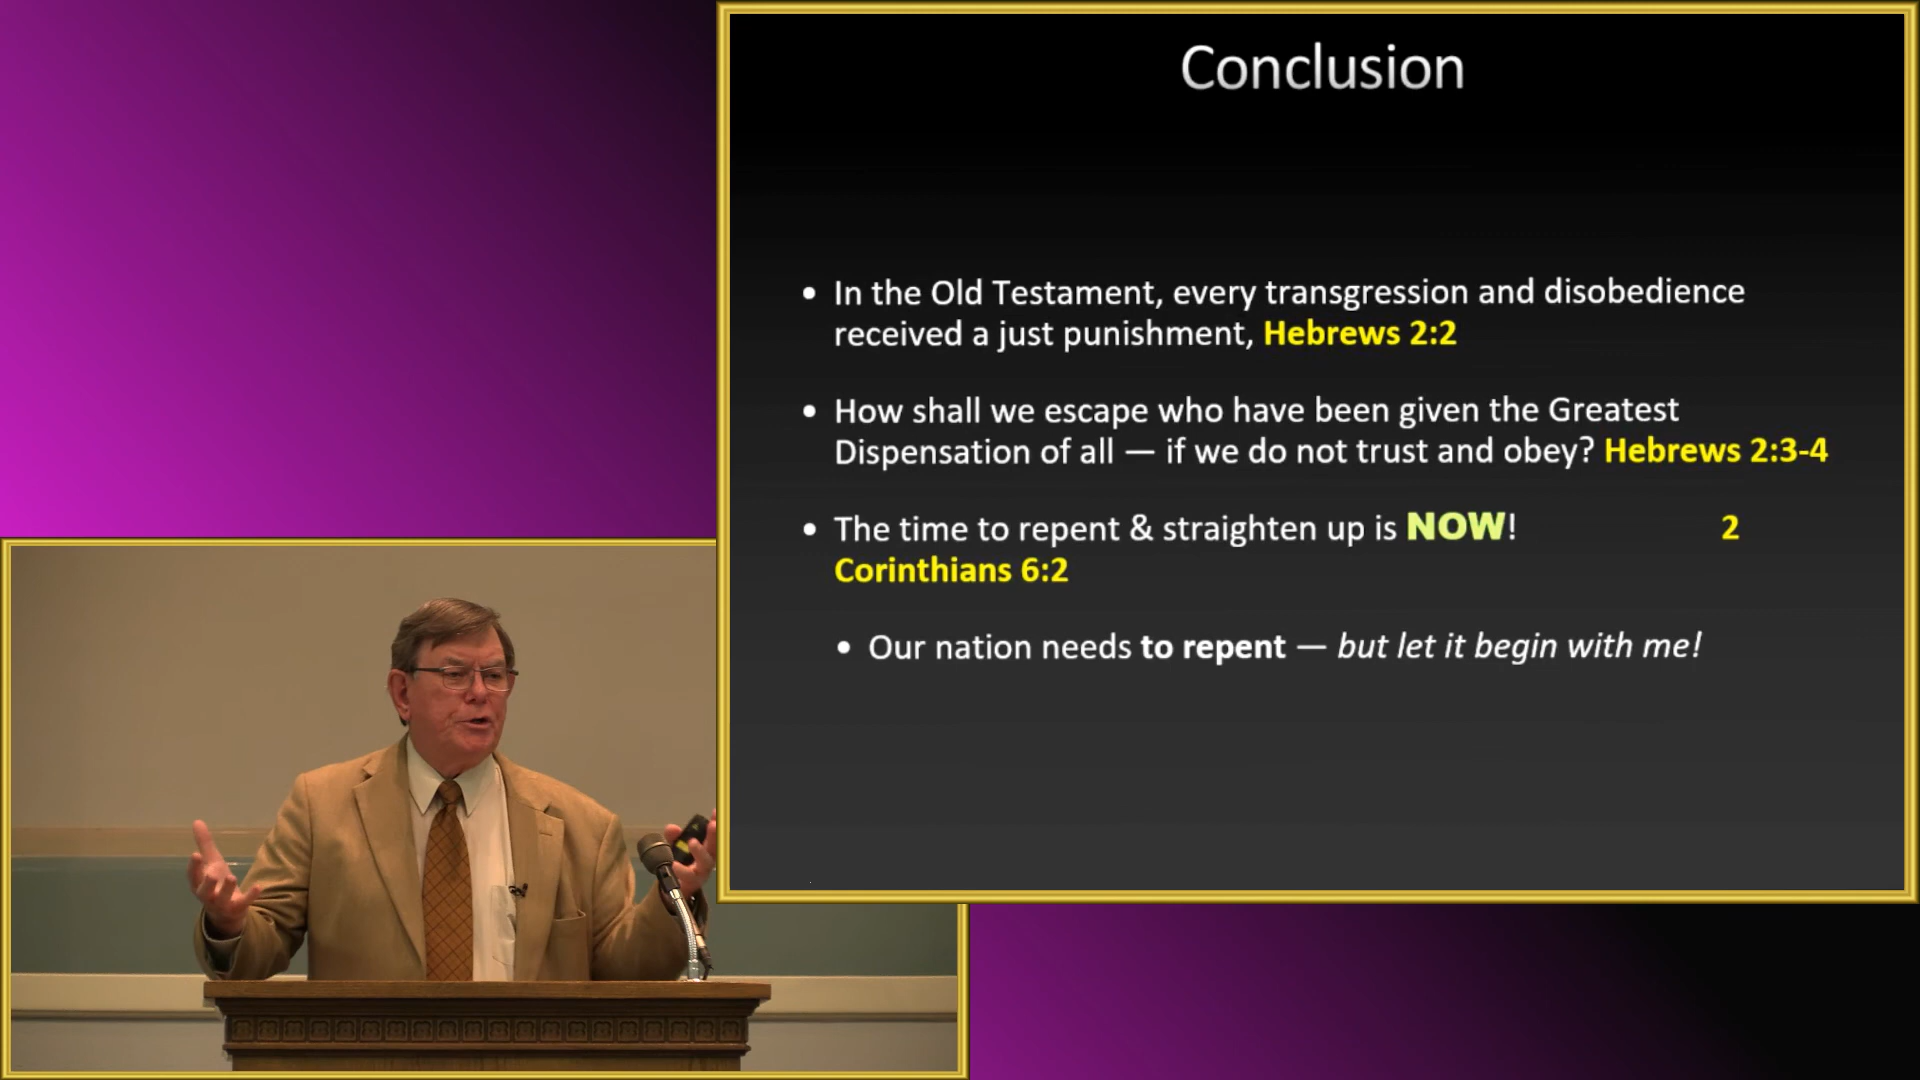 Conclusion
• In the Old Testament, every transgression and disobedience
received a just punishment, Hebrews 2:2
• How shall we escape who have been given the Greatest
Dispensation of all — if we do not trust and obey? Hebrews 2:3-4
• The time to repent & straighten up is NOW! 2
Corinthians 6:2
• Our nation needs to repent — but let it begin with me!